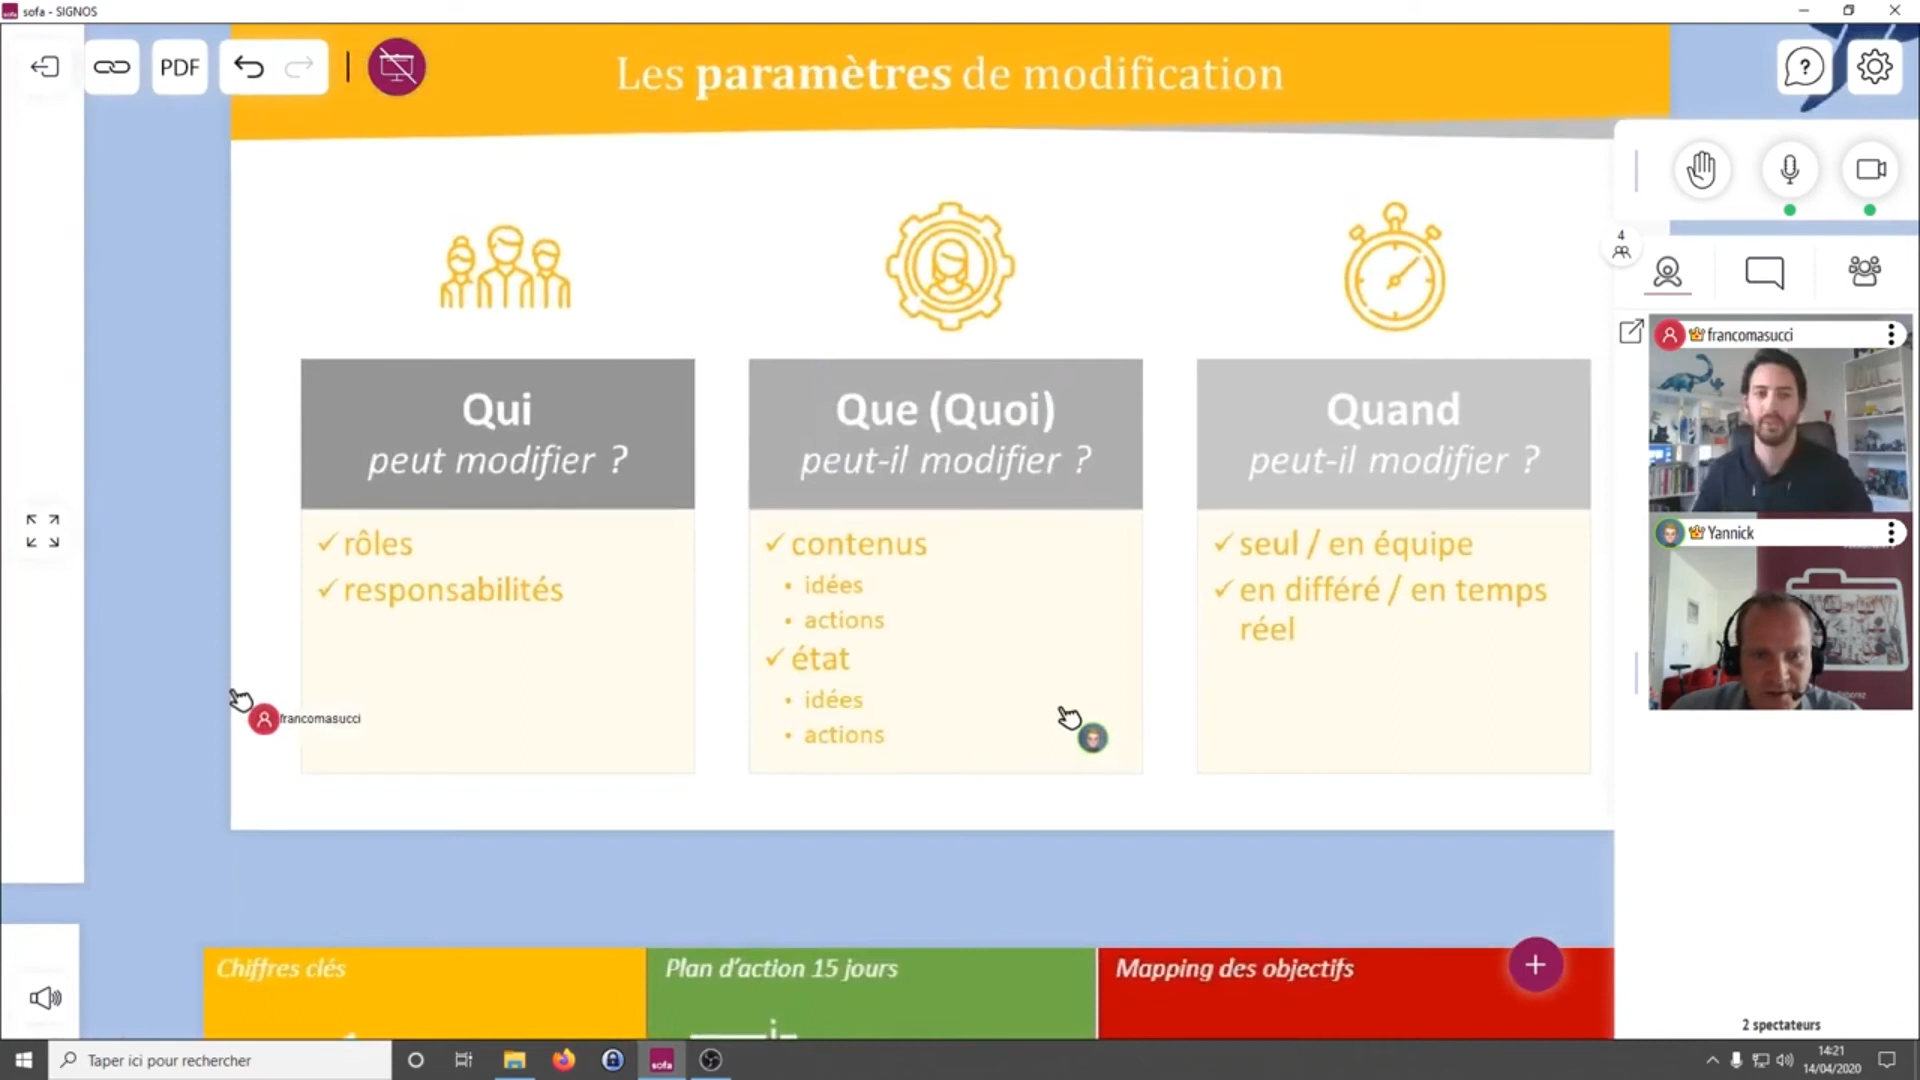 sofa - SIGNOS
PDF
Les paramètres de modification
?
4
francomasucci
Yannick
Qui
peut modifier ?
rôles
responsabilités
Que (Quoi)
peut-il modifier ?
contenus
idées
actions
état
idées
actions
Quand
peut-il modifier ?
seul / en équipe
en différé / en temps
réel
francomasucci
Chiffres clés
Plan d'action 15 jours
Mapping des objectifs
2 spectateurs
Taper ici pour rechercher
sofa
14:21
14/04/2020